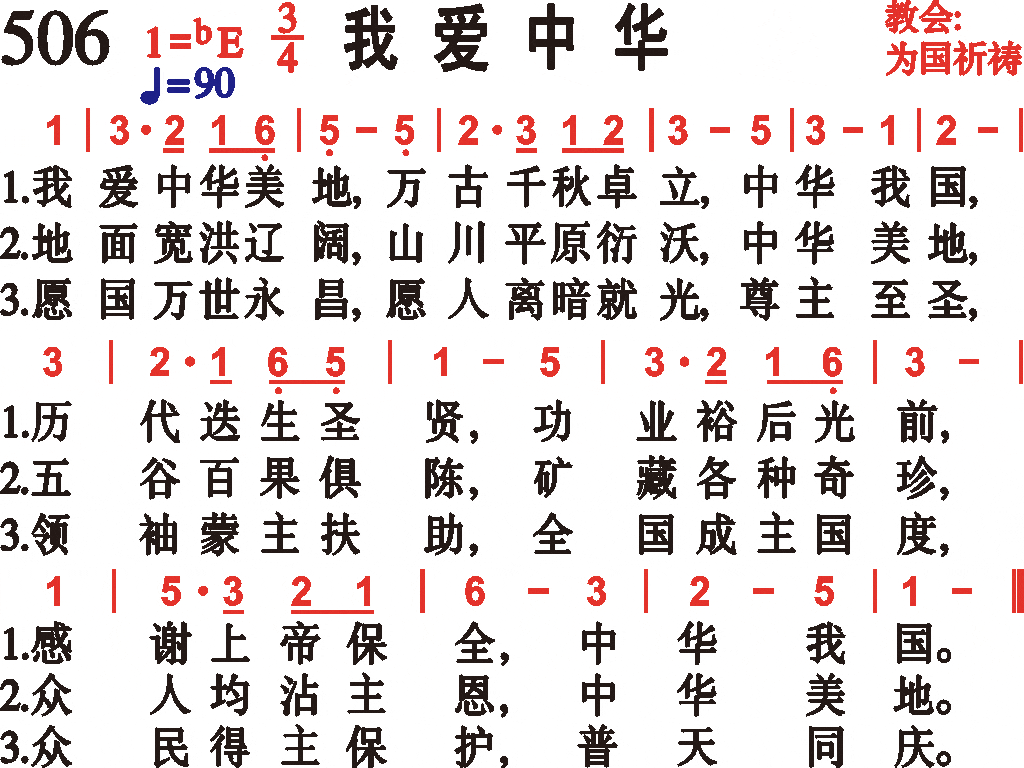 506 1=ᵇE 3/4 我爱中华 教会:
♩=90 为国祈祷
1 | 3·2 1 6 | 5 - 5 | 2·3 1 2 | 3 - 5 | 3 - 1 | 2 - |
1.我 爱中华美 地, 万 古千秋卓 立, 中华 我国,
2.地 面宽洪辽 阔, 山 川平原衍 沃, 中华 美地,
3.愿 国万世永 昌, 愿 人离暗就 光, 尊主 至圣,
3 | 2·1 6 5 | 1 - 5 | 3·2 1 6 | 3 - |
1.历 代迭生圣 贤, 功 业裕后光 前,
2.五 谷百果俱 陈, 矿 藏各种奇 珍,
3.领 袖蒙主扶 助, 全 国成主国 度,
1 | 5·3 2 1 | 6 - 3 | 2 - 5 | 1 - ‖
1.感 谢上帝保 全, 中 华 我 国。
2.众 人均沾主 恩, 中 华 美 地。
3.众 民得主保 护, 普 天 同 庆。